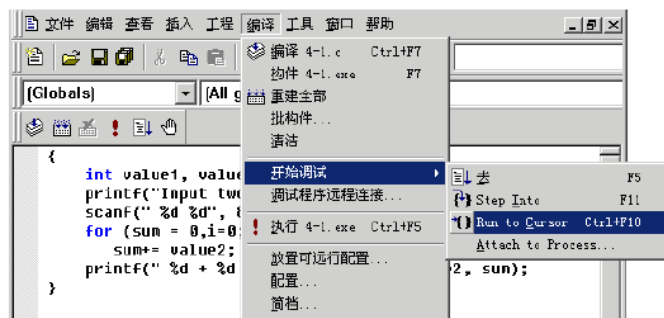 文件 编辑 查看 插入 工程 编译 工具 窗口 帮助
(Globals) [All g
编译 4-1.c Ctrl+F7
构件 4-1.exe F7
重建全部
批构件...
清洁
开始调试
调试程序远程连接...
执行 4-1.exe Ctrl+F5
放置可远行配置...
配置...
简档...
去 F5
Step Into F11
Run to Cursor Ctrl+F10
Attach to Process...
{
int value1, value
printf("Input two
scanf(" %d %d", &
for (sum = 0,i=0;
sum+= value2;
printf(" %d + %d 2, sum);
}